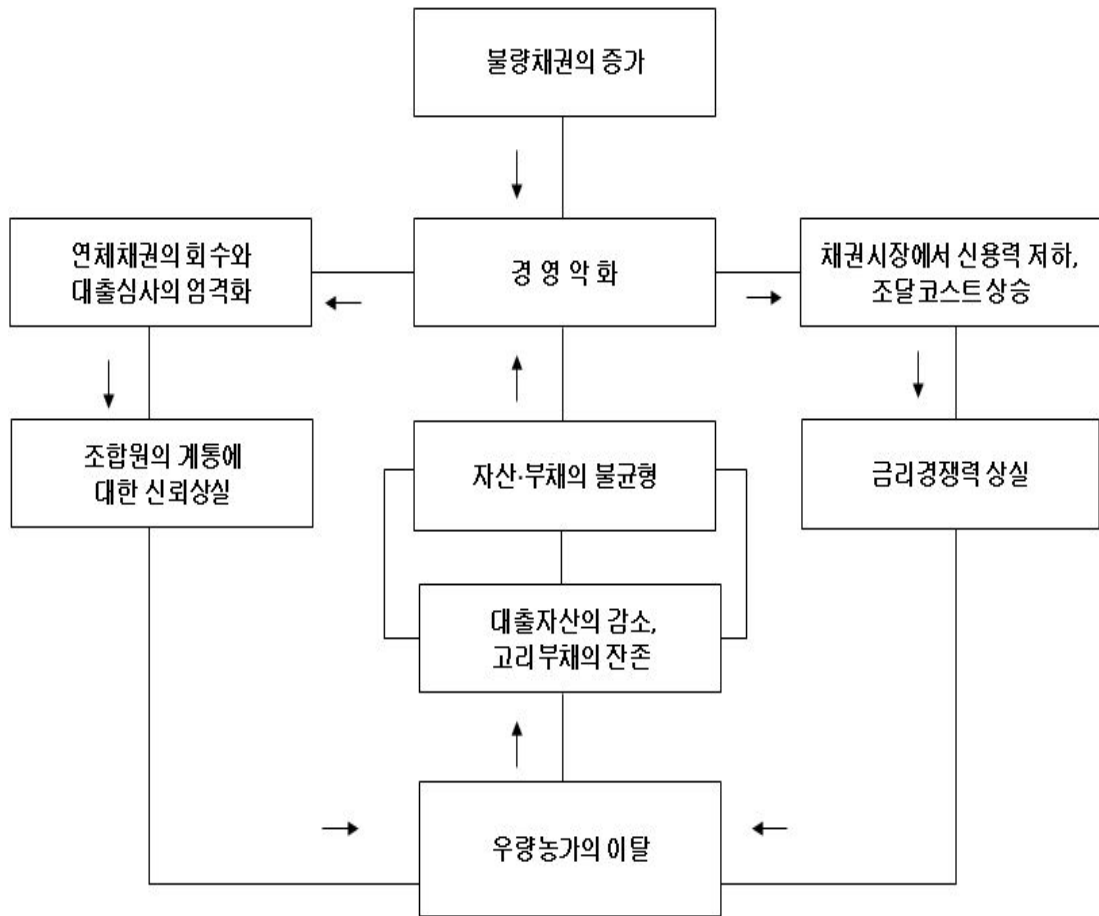 불량채권의 증가
연체채권의 회수와
대출심사의 엄격화
경 영 악 화
채권시장에서 신용력 저하,
조달코스트 상승
조합원의 계통에
대한 신뢰상실
자산·부채의 불균형
금리경쟁력 상실
대출자산의 감소,
고리부채의 잔존
우량농가의 이탈